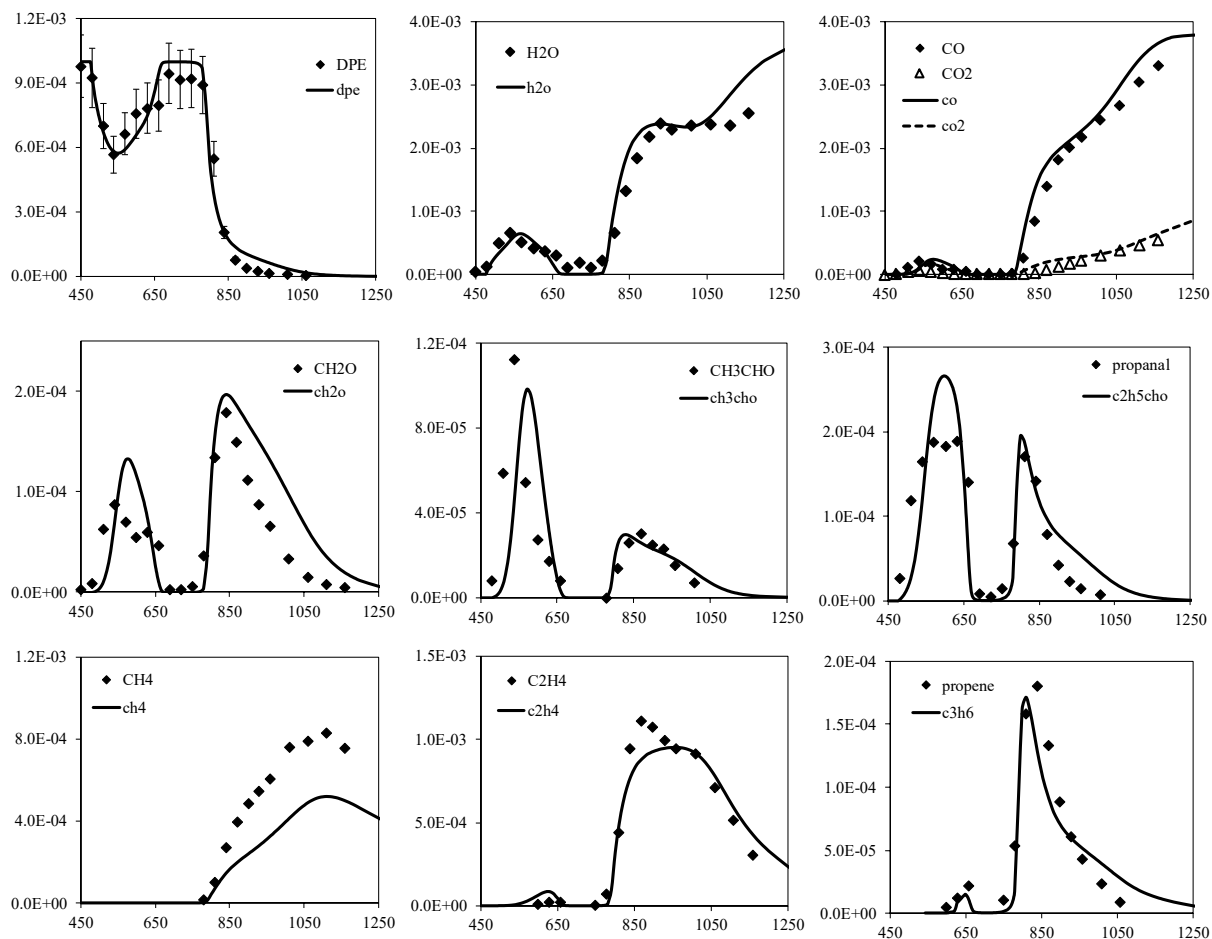 1.2E-03
9.0E-04
6.0E-04
3.0E-04
0.0E+00
450 650 850 1050 1250
DPE
dpe
4.0E-03
3.0E-03
2.0E-03
1.0E-03
0.0E+00
450 650 850 1050 1250
H2O
h2o
4.0E-03
3.0E-03
2.0E-03
1.0E-03
0.0E+00
450 650 850 1050 1250
CO
CO2
co
co2
2.0E-04
1.0E-04
0.0E+00
450 650 850 1050 1250
CH2O
ch2o
1.2E-04
8.0E-05
4.0E-05
0.0E+00
450 650 850 1050 1250
CH3CHO
ch3cho
3.0E-04
2.0E-04
1.0E-04
0.0E+00
450 650 850 1050 1250
propanal
c2h5cho
1.2E-03
8.0E-04
4.0E-04
0.0E+00
450 650 850 1050 1250
CH4
ch4
1.5E-03
1.0E-03
5.0E-04
0.0E+00
450 650 850 1050 1250
C2H4
c2h4
2.0E-04
1.5E-04
1.0E-04
5.0E-05
0.0E+00
450 650 850 1050 1250
propene
c3h6